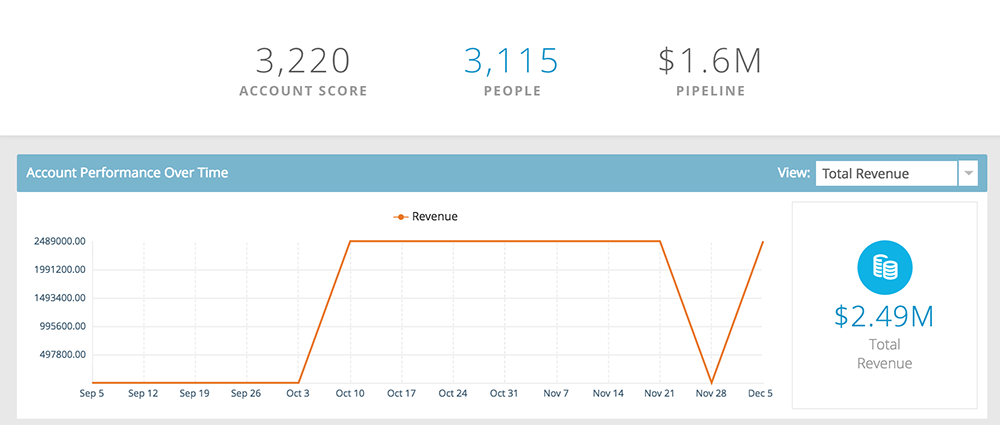 3,220 3,115 $1.6M
ACCOUNT SCORE PEOPLE PIPELINE
Account Performance Over Time View: Total Revenue
Revenue
2489000.00
1991200.00
1493400.00
995600.00
497800.00
Sep 5 Sep 12 Sep 19 Sep 26 Oct 3 Oct 10 Oct 17 Oct 24 Oct 31 Nov 7 Nov 14 Nov 21 Nov 28 Dec 5
$2.49M
Total
Revenue